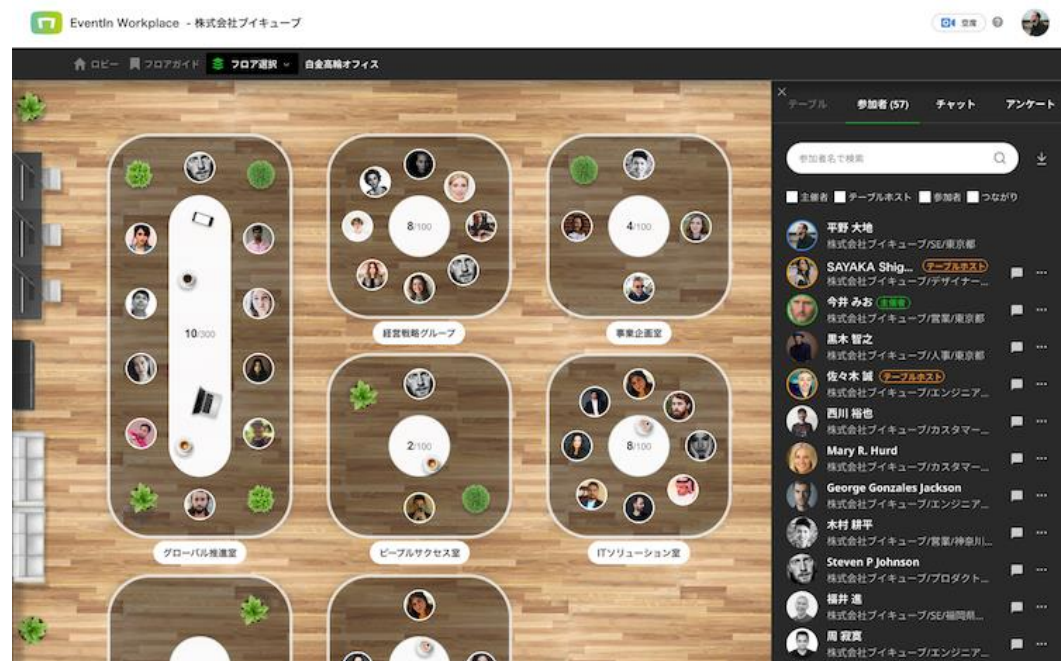 EventIn Workplace - 株式会社ブイキューブ
空席
ロビー
フロアガイド
フロア選択
白金高輪オフィス
10/300
グローバル推進室
8/100
経営戦略グループ
4/100
事業企画室
2/100
ピープルサクセス室
8/100
ITソリューション室
テーブル
参加者 (57)
チャット
アンケート
参加者名で検索
主催者
テーブルホスト
参加者
つながり
平野 大地
株式会社ブイキューブ/SE/東京都
SAYAKA Shig... テーブルホスト
株式会社ブイキューブ/デザイナー...
今井 みお 主催者
株式会社ブイキューブ/営業/東京都
黒木 智之
株式会社ブイキューブ/人事/東京都
佐々木 誠 テーブルホスト
株式会社ブイキューブ/エンジニア...
西川 裕也
株式会社ブイキューブ/カスタマー...
Mary R. Hurd
株式会社ブイキューブ/カスタマー...
George Gonzales Jackson
株式会社ブイキューブ/エンジニア...
木村 耕平
株式会社ブイキューブ/営業/神奈川...
Steven P Johnson
株式会社ブイキューブ/プロダクト...
福井 進
株式会社ブイキューブ/SE/福岡県...
周 寂寞
株式会社ブイキューブ/エンジニア...